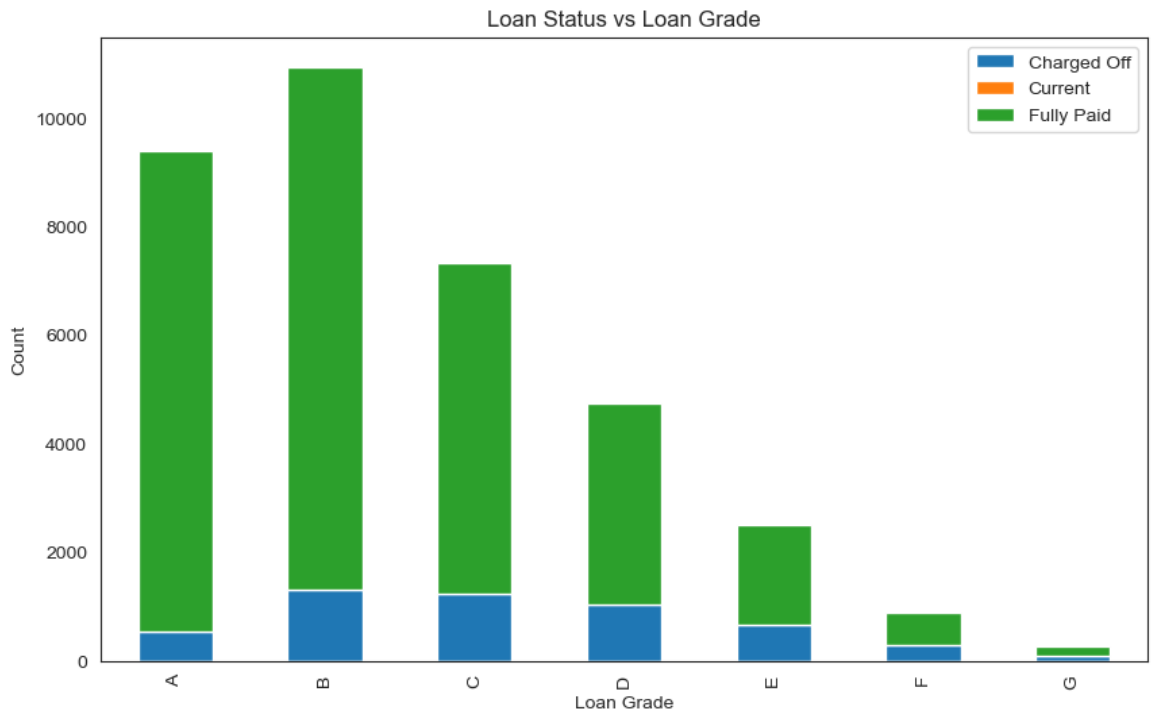 Loan Status vs Loan Grade
Charged Off
Current
Fully Paid
Count
10000
8000
6000
4000
2000
0
A
B
C
D
E
F
G
Loan Grade